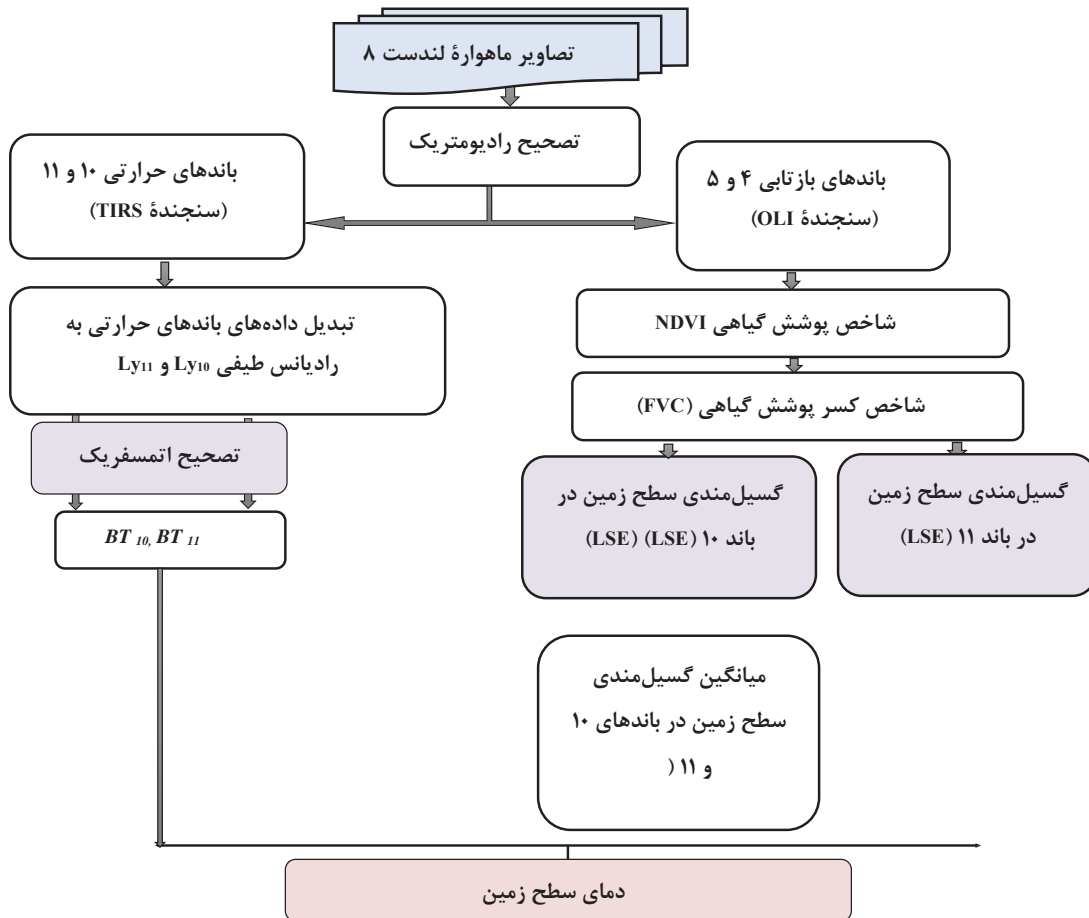 تصاویر ماهوارهٔ لندست ۸
تصحیح رادیومتریک
باندهای بازتابی ۴ و ۵
(سنجندهٔ OLI)
باندهای حرارتی ۱۰ و ۱۱
(سنجندهٔ TIRS)
شاخص پوشش گیاهی NDVI
تبدیل داده‌های باندهای حرارتی به
رادیانس طیفی Ly10 و Ly11
شاخص کسر پوشش گیاهی (FVC)
تصحیح اتمسفریک
گسیل‌مندی سطح زمین
در باند ۱۱ (LSE)
گسیل‌مندی سطح زمین در
باند ۱۰ (LSE) (LSE)
BT 10, BT 11
میانگین گسیل‌مندی
سطح زمین در باندهای ۱۰
و ۱۱ (
دمای سطح زمین